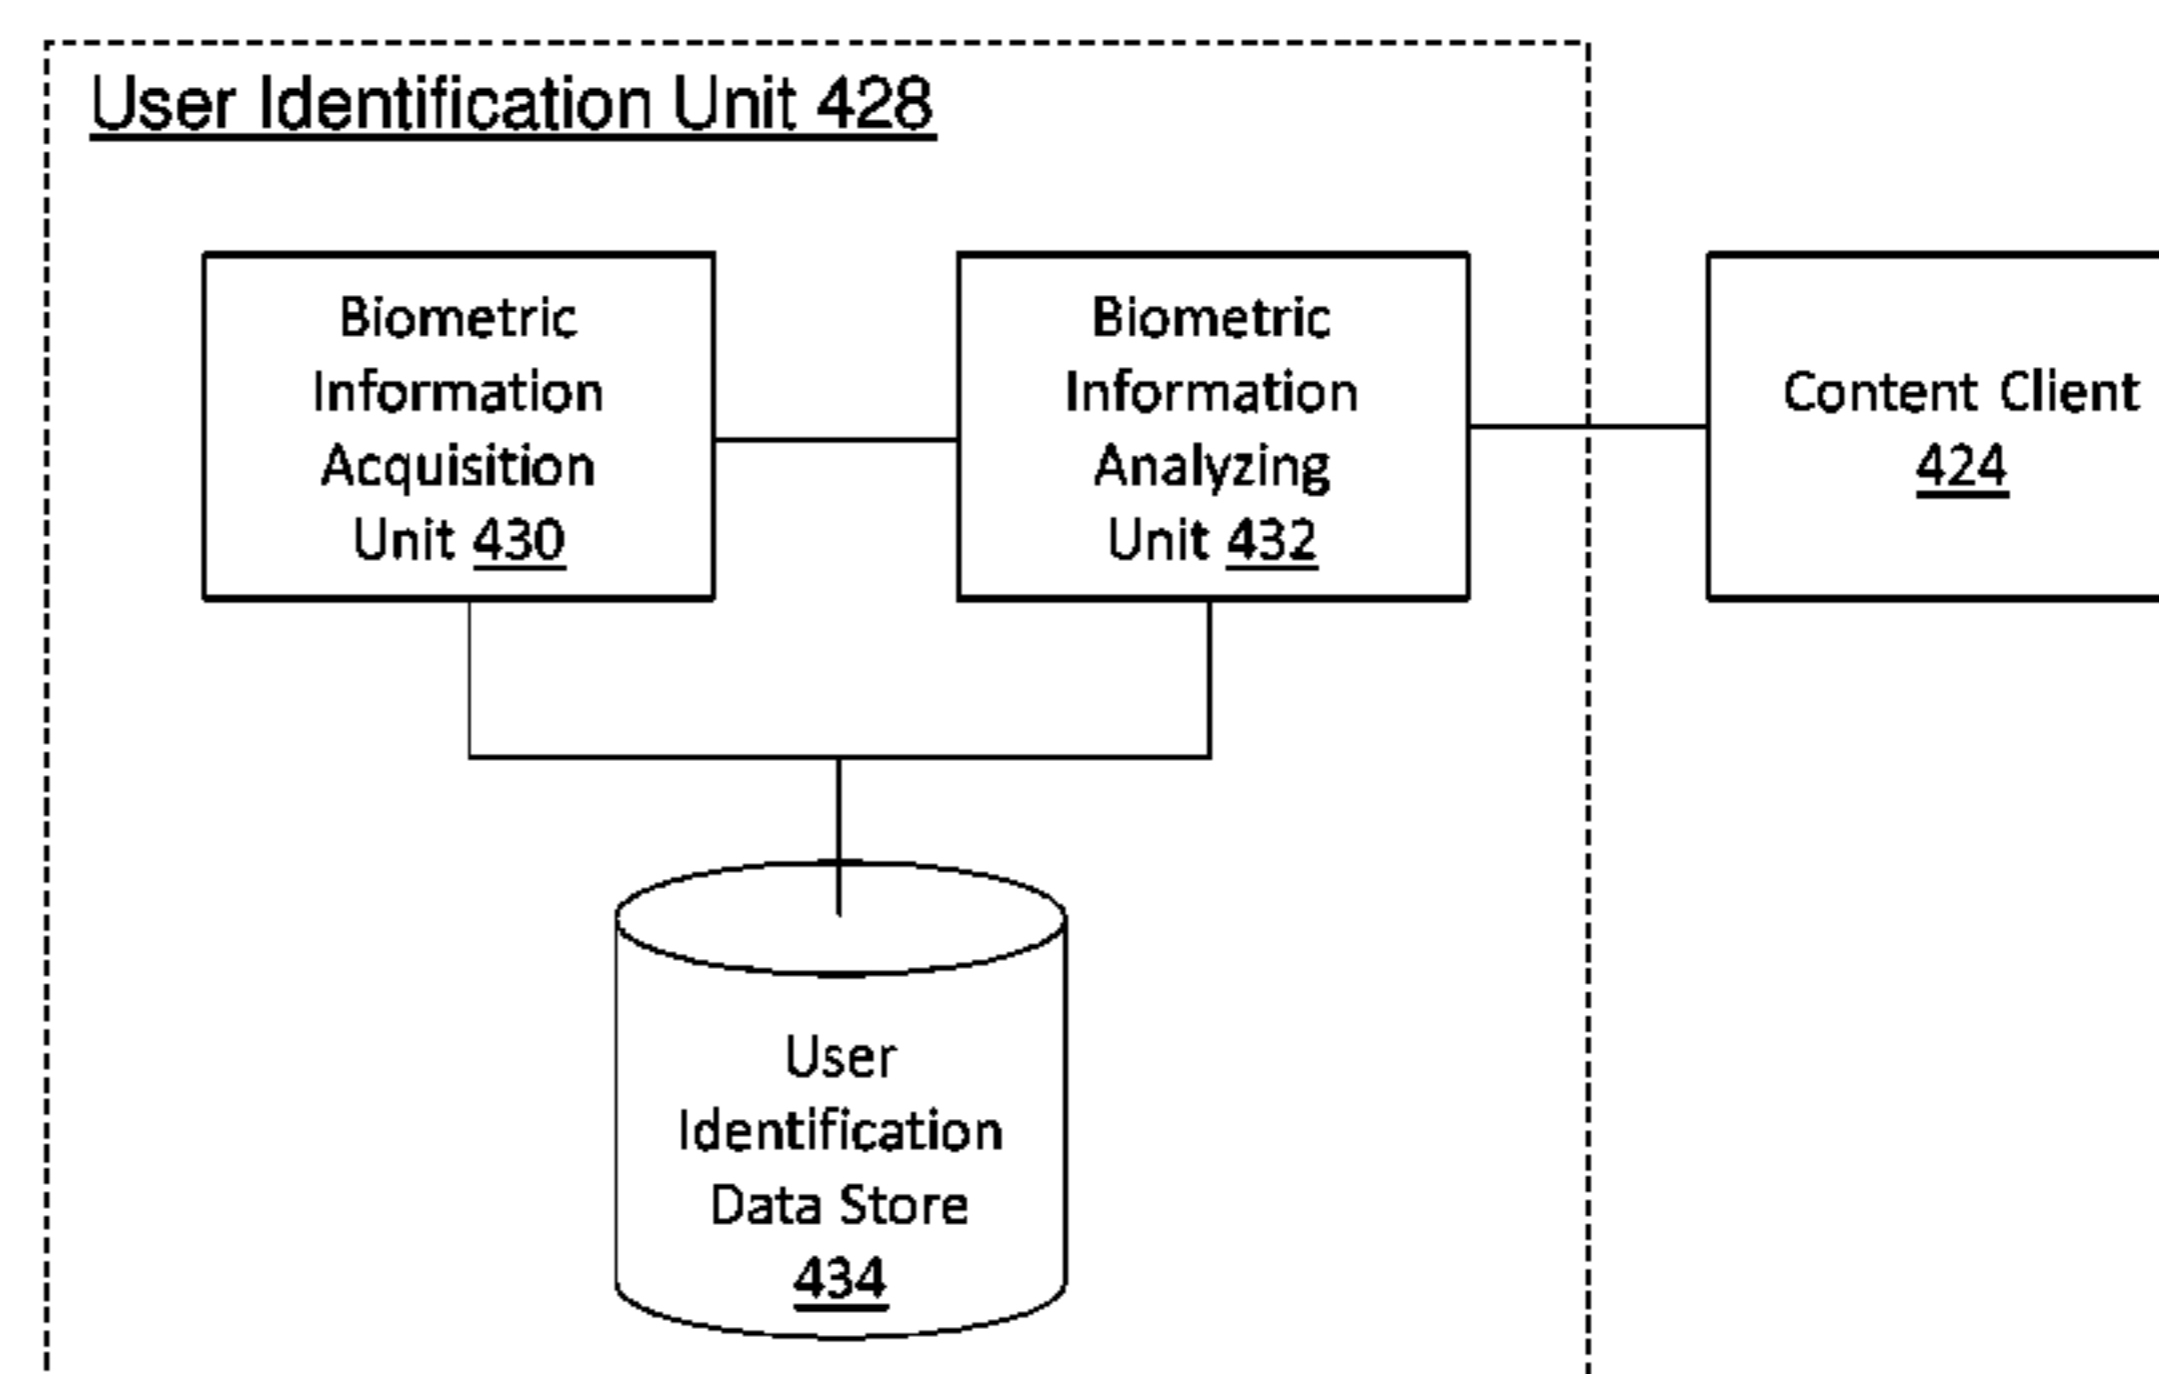 User Identification Unit 428
Biometric
Information
Acquisition
Unit 430
Biometric
Information
Analyzing
Unit 432
Content Client
424
User
Identification
Data Store
434